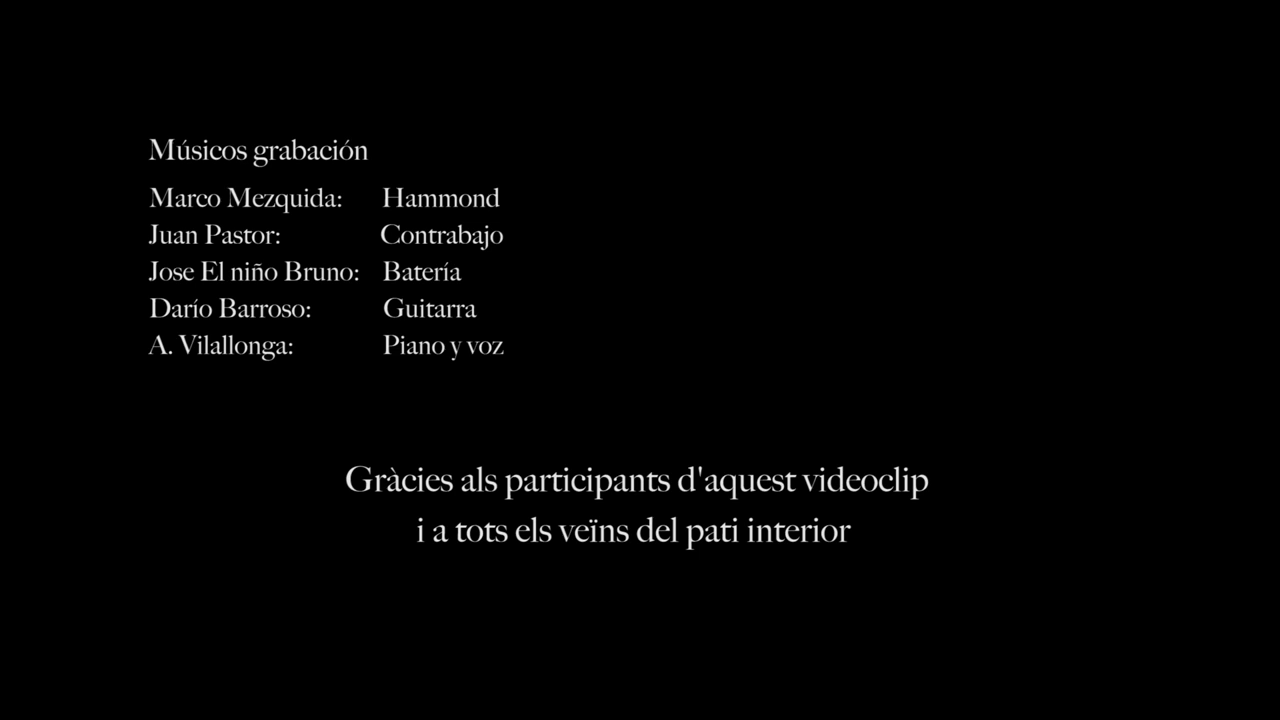 Músicos grabación
Marco Mezquida: Hammond
Juan Pastor: Contrabajo
Jose El niño Bruno: Batería
Darío Barroso: Guitarra
A. Vilallonga: Piano y voz
Gràcies als participants d'aquest videoclip
i a tots els veïns del pati interior